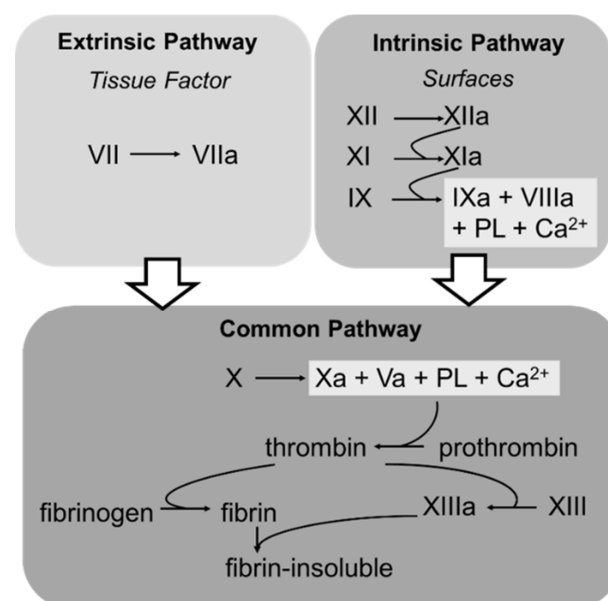 Extrinsic Pathway
Tissue Factor
VII VIIa
Intrinsic Pathway
Surfaces
XII XIIa
XI XIa
IX IXa + VIIIa
+ PL + Ca²⁺
Common Pathway
X Xa + Va + PL + Ca²⁺
thrombin prothrombin
fibrinogen fibrin XIIIa XIII
fibrin-insoluble